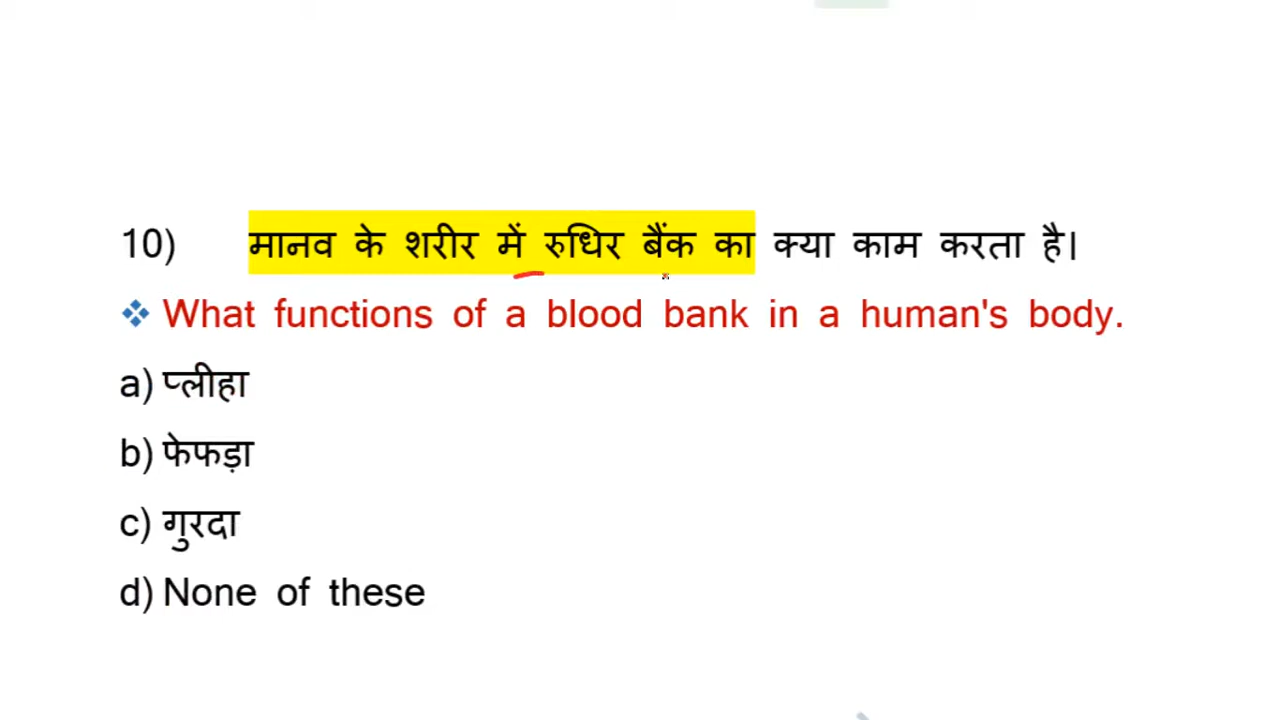 10) मानव के शरीर में रुधिर बैंक का क्या काम करता है।
❖ What functions of a blood bank in a human's body.
a) प्लीहा
b) फेफड़ा
c) गुरदा
d) None of these